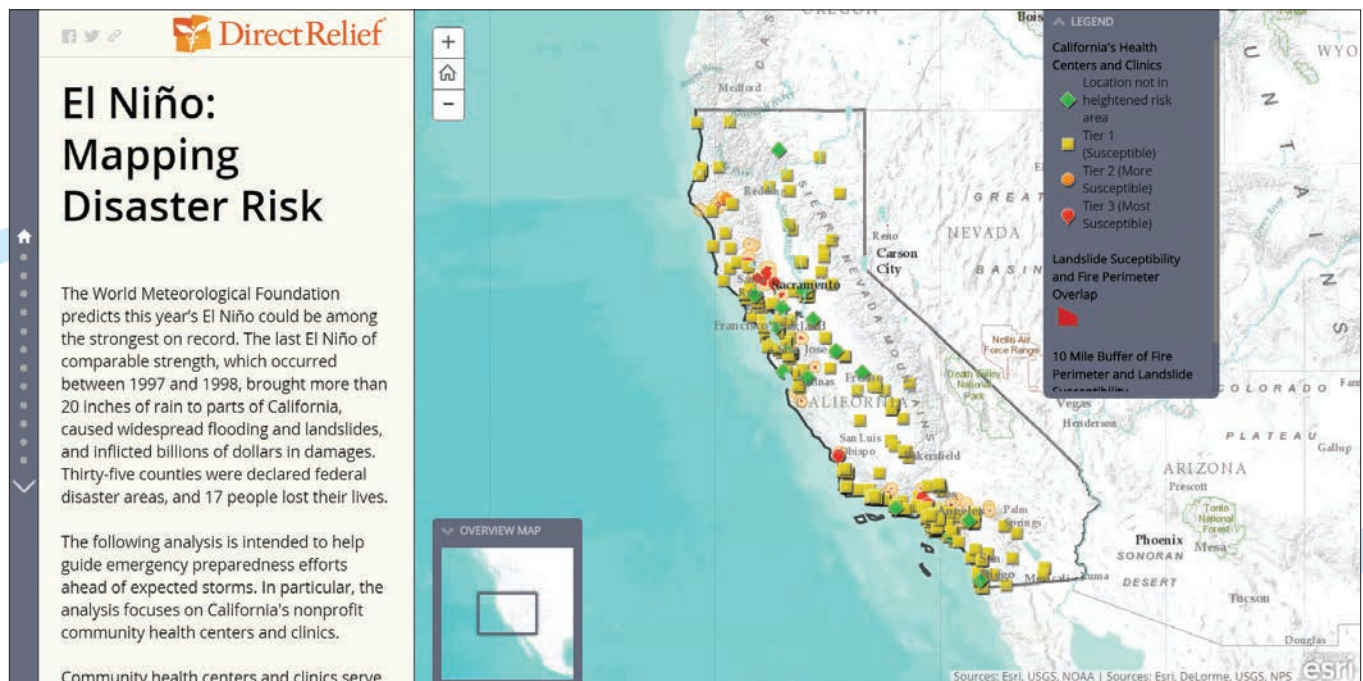 DirectRelief
El Niño:
Mapping
Disaster Risk
The World Meteorological Foundation
predicts this year's El Niño could be among
the strongest on record. The last El Niño of
comparable strength, which occurred
between 1997 and 1998, brought more than
20 inches of rain to parts of California,
caused widespread flooding and landslides,
and inflicted billions of dollars in damages.
Thirty-five counties were declared federal
disaster areas, and 17 people lost their lives.
The following analysis is intended to help
guide emergency preparedness efforts
ahead of expected storms. In particular, the
analysis focuses on California's nonprofit
community health centers and clinics.
Community health centers and clinics serve
+
−
OVERVIEW MAP
OREGON
Medford
Reno
Carson
City
NEVADA
GREAT
BASIN
SIERRA
NEVADA
Sacramento
Jose
CALIFORNIA
San Luis
Obispo
Nellis Air
Force Range
Death Valley
National
Park
Vegas
Henderson
Palm
Springs
Yuma
WYO
COLORADO
PLATEAU
Gallup
ARIZONA
Prescott
Tonto
National
Forest
Phoenix
Mesa
SONORAN
DESERT
Tucson
Douglas
LEGEND
California's Health
Centers and Clinics
Location not in
heightened risk
area
Tier 1
(Susceptible)
Tier 2 (More
Susceptible)
Tier 3 (Most
Susceptible)
Landslide Suceptibility
and Fire Perimeter
Overlap
10 Mile Buffer of Fire
Perimeter and Landslide
Sources: Esri, USGS, NOAA | Sources: Esri, DeLorme, USGS, NPS
esri